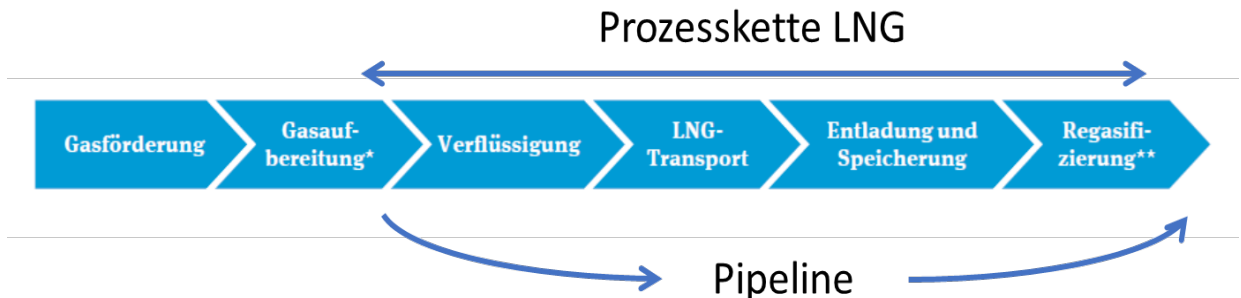 Prozesskette LNG
Gasförderung
Gasauf-
bereitung*
Verflüssigung
LNG-
Transport
Entladung und
Speicherung
Regasifi-
zierung**
Pipeline